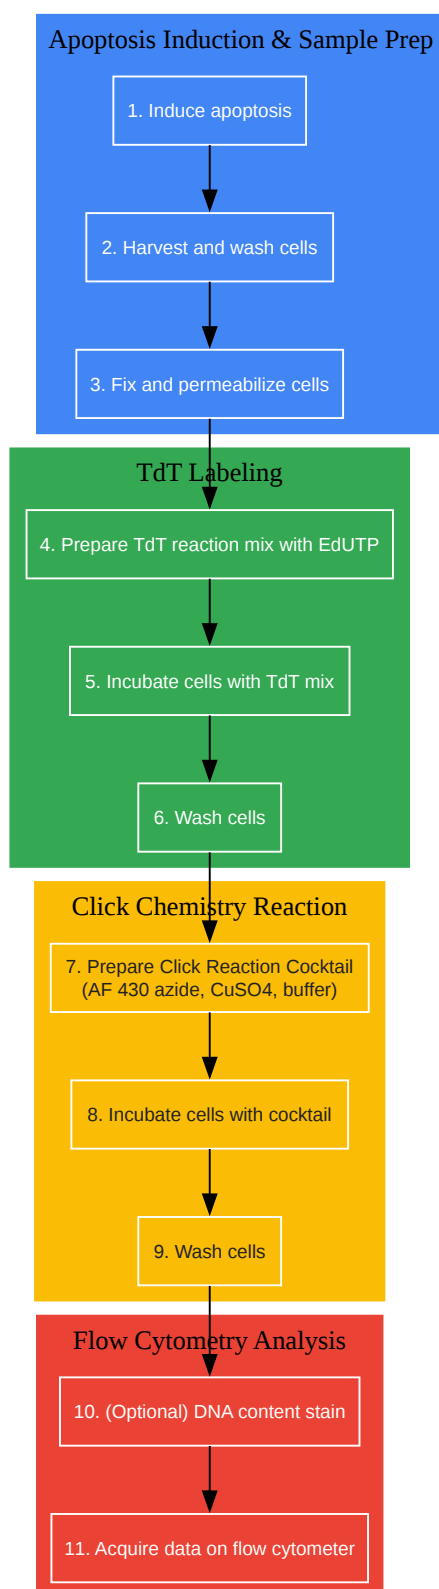 Apoptosis Induction & Sample Prep
1. Induce apoptosis
2. Harvest and wash cells
3. Fix and permeabilize cells
TdT Labeling
4. Prepare TdT reaction mix with EdUTP
5. Incubate cells with TdT mix
6. Wash cells
Click Chemistry Reaction
7. Prepare Click Reaction Cocktail
(AF 430 azide, CuSO4, buffer)
8. Incubate cells with cocktail
9. Wash cells
Flow Cytometry Analysis
10. (Optional) DNA content stain
11. Acquire data on flow cytometer